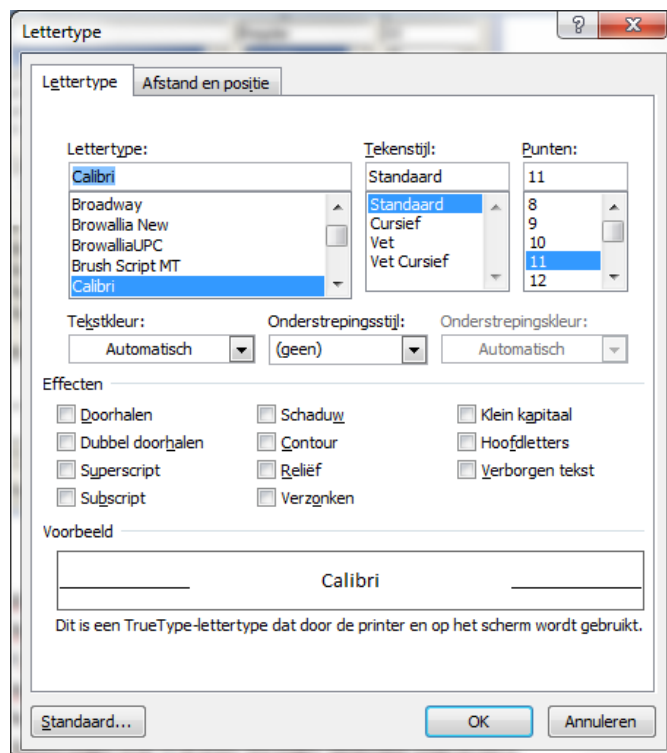 Lettertype
Lettertype Afstand en positie
Lettertype: Tekenstijl: Punten:
Calibri Standaard 11
Broadway Standaard 8
Browallia New Cursief 9
BrowalliaUPC Vet 10
Brush Script MT Vet Cursief 11
Calibri 12
Tekstkleur: Onderstrepingsstijl: Onderstrepingskleur:
Automatisch (geen) Automatisch
Effecten
Doorhalen Schaduw Klein kapitaal
Dubbel doorhalen Contour Hoofdletters
Superscript Reliëf Verborgen tekst
Subscript Verzonken
Voorbeeld
Calibri
Dit is een TrueType-lettertype dat door de printer en op het scherm wordt gebruikt.
Standaard... OK Annuleren